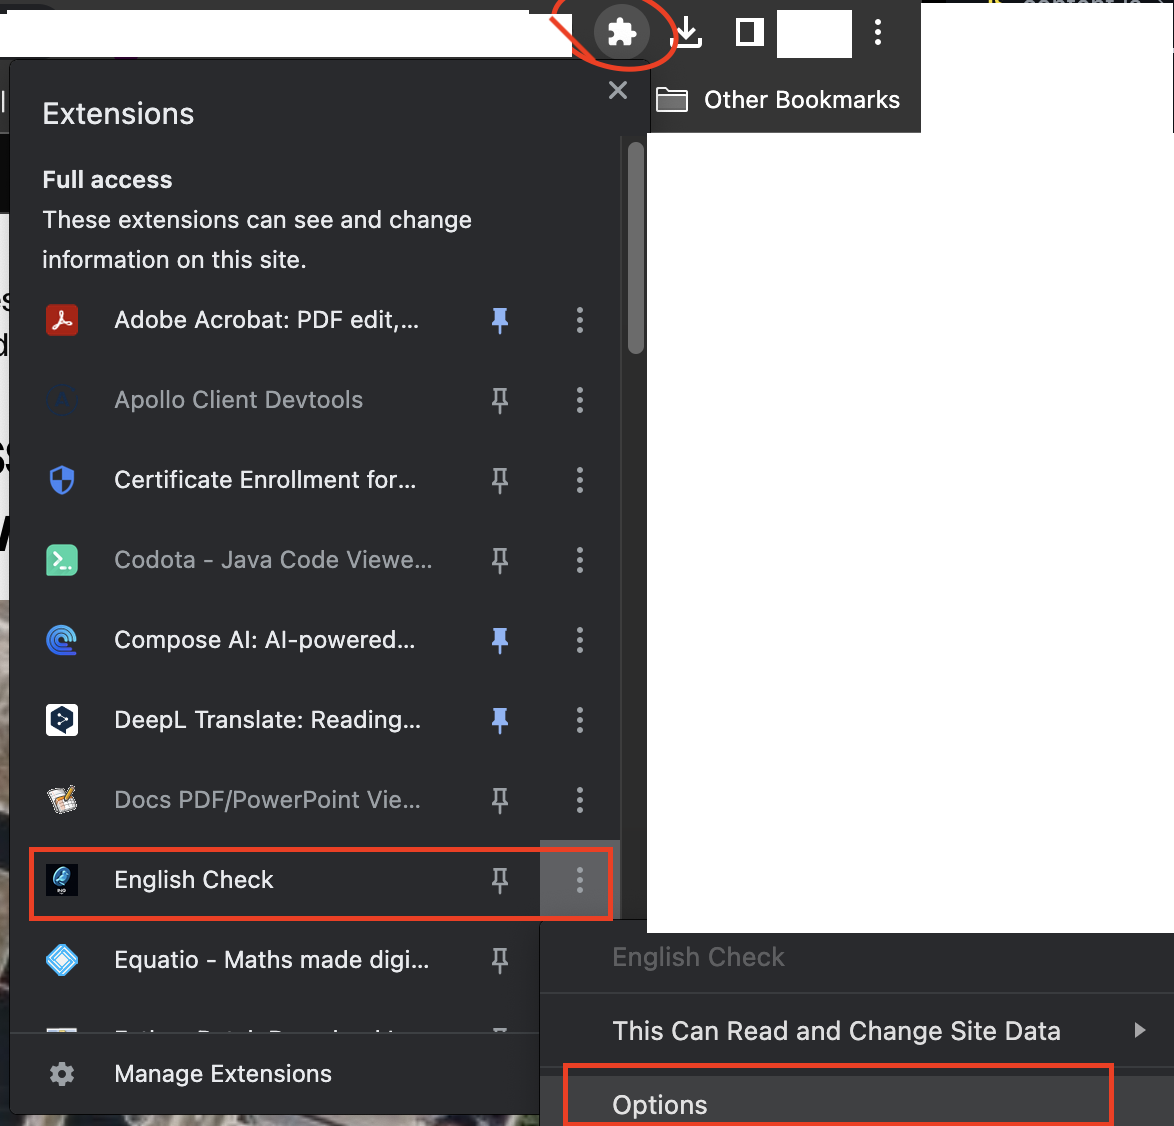 Other Bookmarks
Extensions
Full access
These extensions can see and change
information on this site.
Adobe Acrobat: PDF edit,...
Apollo Client Devtools
Certificate Enrollment for...
Codota - Java Code Viewe...
Compose AI: AI-powered...
DeepL Translate: Reading...
Docs PDF/PowerPoint Vie...
English Check
Equatio - Maths made digi...
Manage Extensions
English Check
This Can Read and Change Site Data
Options